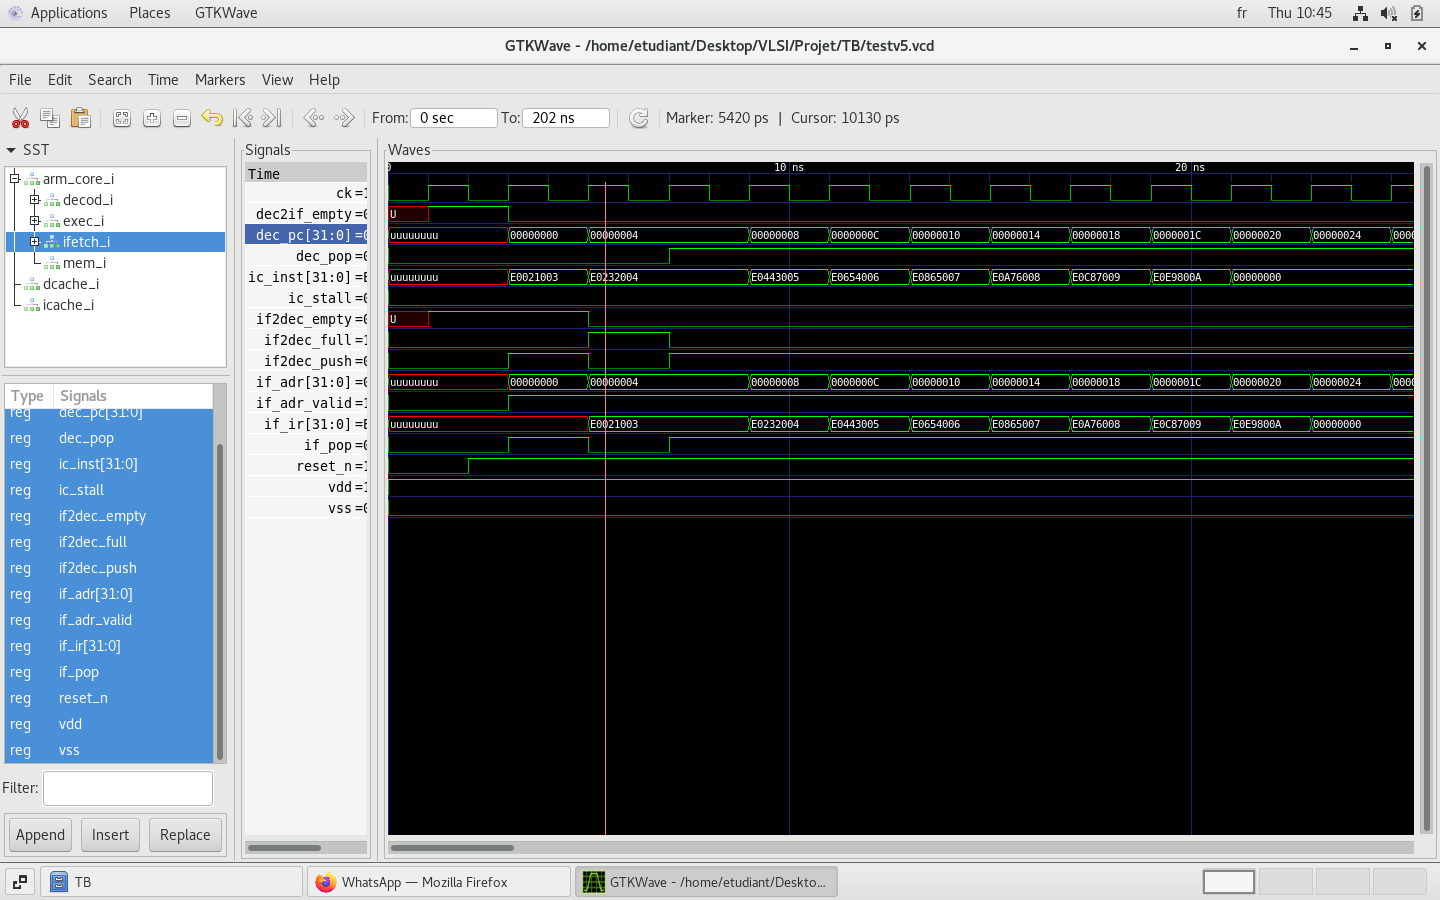 Applications Places GTKWave fr Thu 10:45
GTKWave - /home/etudiant/Desktop/VLSI/Projet/TB/testv5.vcd
File Edit Search Time Markers View Help
From: 0 sec To: 202 ns Marker: 5420 ps | Cursor: 10130 ps
SST
arm_core_i
decod_i
exec_i
ifetch_i
mem_i
dcache_i
icache_i
Type Signals
reg dec_pc[31:0]
reg dec_pop
reg ic_inst[31:0]
reg ic_stall
reg if2dec_empty
reg if2dec_full
reg if2dec_push
reg if_adr[31:0]
reg if_adr_valid
reg if_ir[31:0]
reg if_pop
reg reset_n
reg vdd
reg vss
Filter:
Append Insert Replace
Signals
Time
ck =1
dec2if_empty =0
dec_pc[31:0] =0
dec_pop =0
ic_inst[31:0] =E
ic_stall =0
if2dec_empty =0
if2dec_full =1
if2dec_push =0
if_adr[31:0] =0
if_adr_valid =1
if_ir[31:0] =E
if_pop =0
reset_n =1
vdd =1
vss =0
Waves
0 10 ns 20 ns
U
uuuuuuuu 00000000 00000004 00000008 0000000C 00000010 00000014 00000018 0000001C 00000020 00000024 0000
uuuuuuuu E0021003 E0232004 E0443005 E0654006 E0865007 E0A76008 E0C87009 E0E9800A 00000000
U
uuuuuuuu 00000000 00000004 00000008 0000000C 00000010 00000014 00000018 0000001C 00000020 00000024 0000
uuuuuuuu E0021003 E0232004 E0443005 E0654006 E0865007 E0A76008 E0C87009 E0E9800A 00000000
TB WhatsApp — Mozilla Firefox GTKWave - /home/etudiant/Deskto...